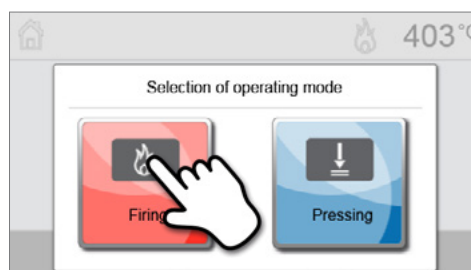 403 °C
Selection of operating mode
Firing
Pressing